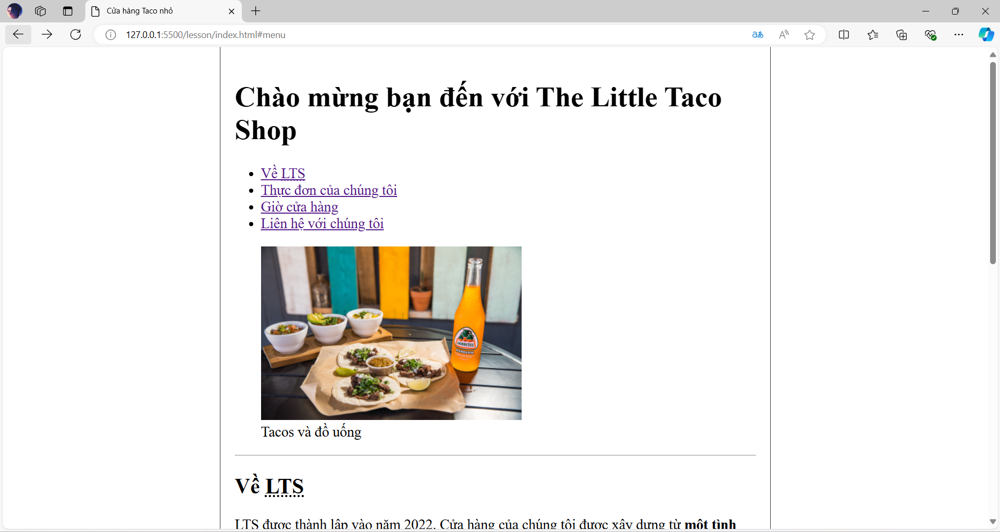 Cửa hàng Taco nhỏ
127.0.0.1:5500/lesson/index.html#menu
Chào mừng bạn đến với The Little Taco
Shop
Về LTS
Thực đơn của chúng tôi
Giờ cửa hàng
Liên hệ với chúng tôi
JARRITOS
MANDARIN
Tacos và đồ uống
Về LTS
LTS được thành lập vào năm 2022. Cửa hàng của chúng tôi được xây dựng từ một tình